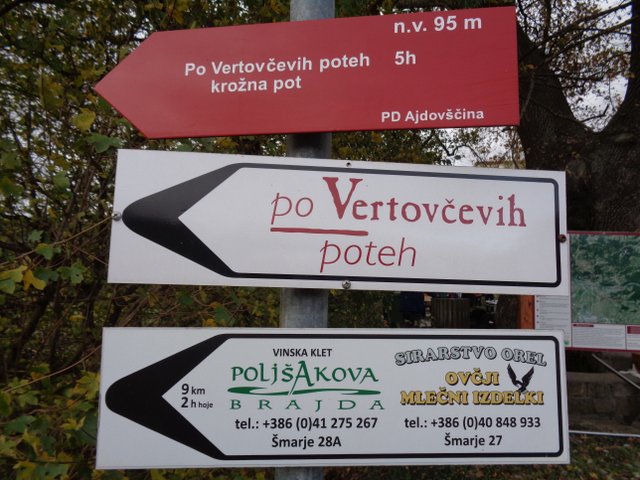 n.v. 95 m
Po Vertovčevih poteh 5h
krožna pot
PD Ajdovščina
po Vertovčevih
poteh
9 km
2h hoje
VINSKA KLET
POLJŠAKOVA
BRAJDA
tel.: +386 (0)41 275 267
Šmarje 28A
SIRARSTVO OREL
OVČJI
MLEČNI IZDELKI
tel.: +386 (0)40 848 933
Šmarje 27